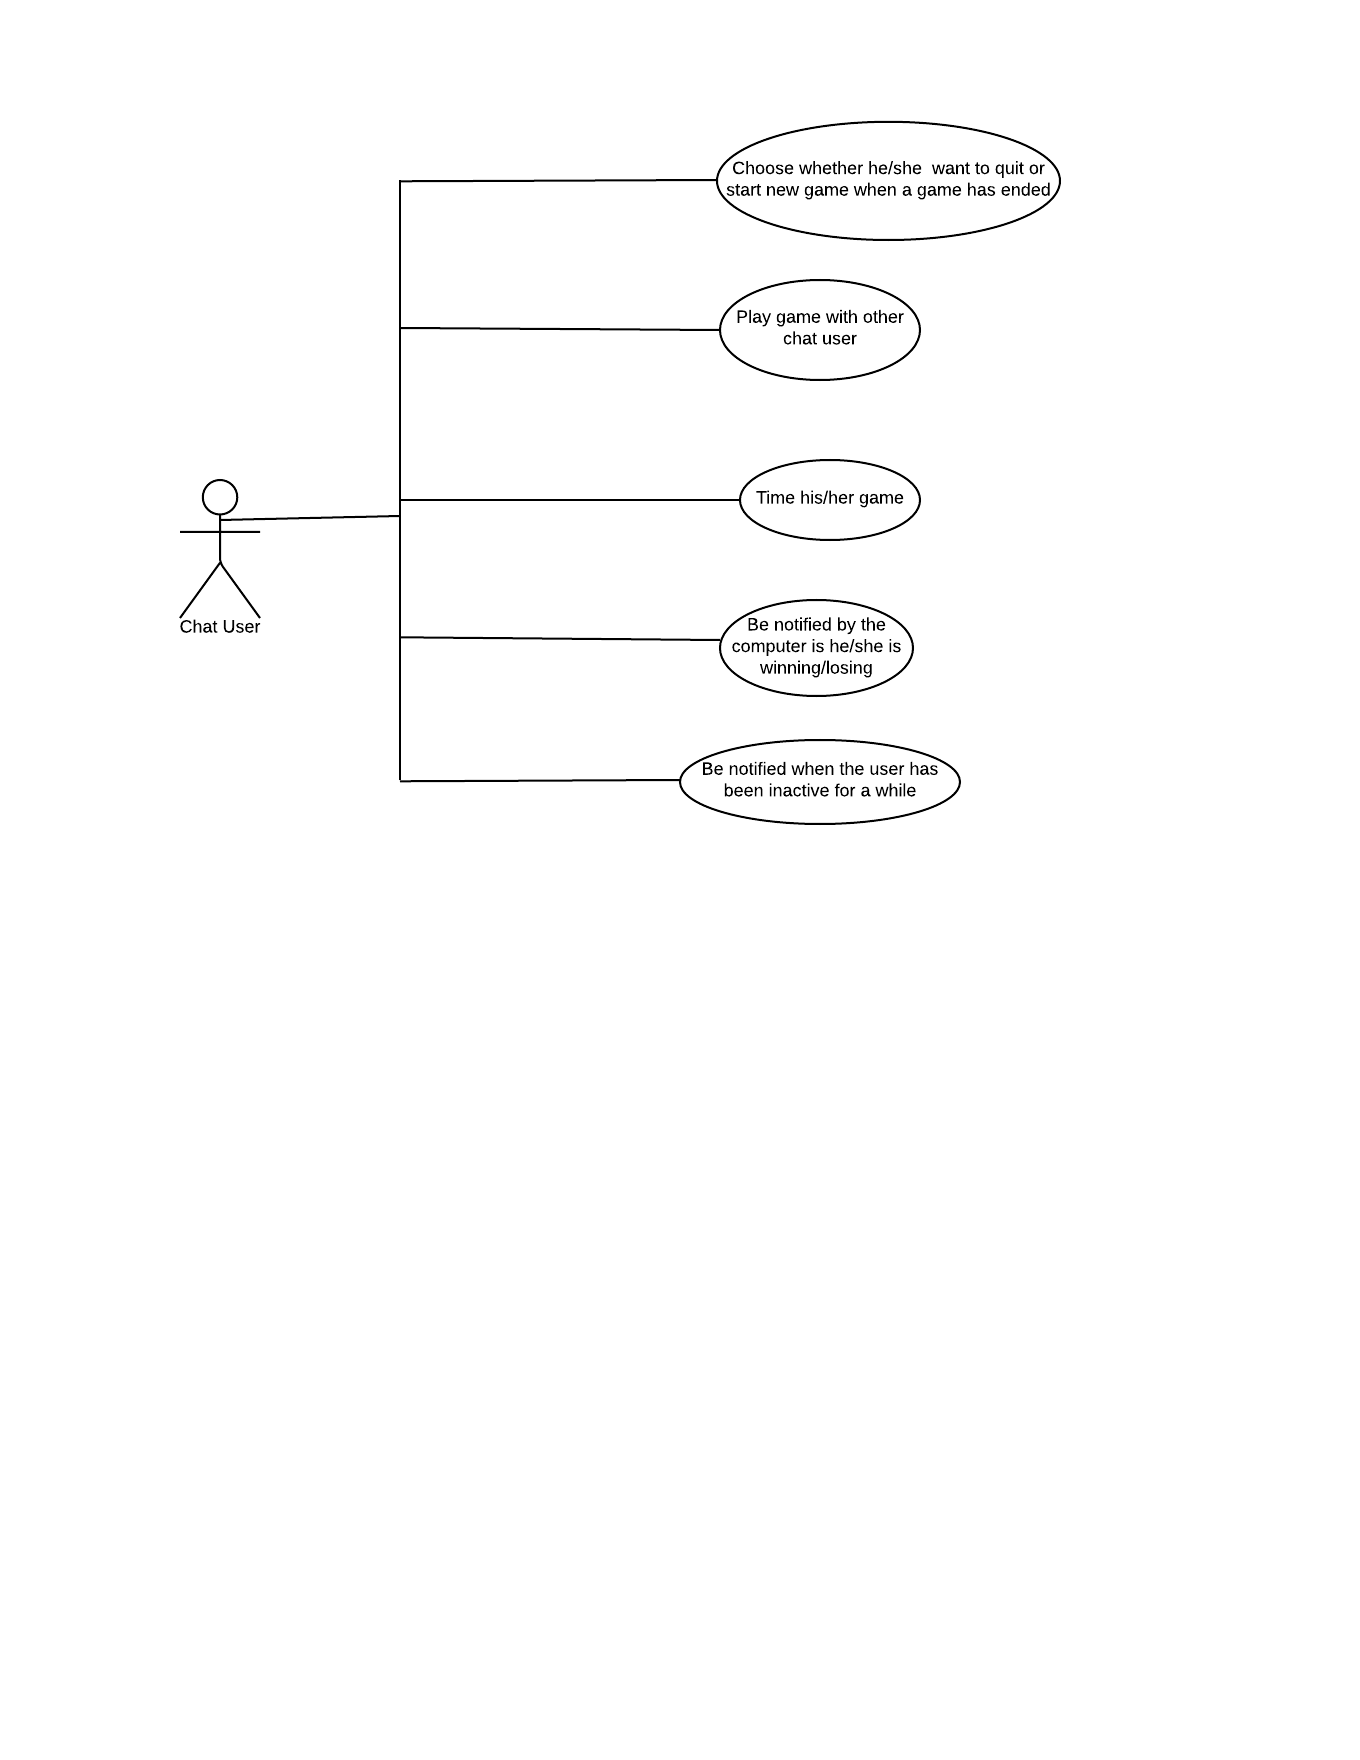 Choose whether he/she  want to quit or
start new game when a game has ended
Play game with other
chat user
Time his/her game
Chat User
Be notified by the
computer is he/she is
winning/losing
Be notified when the user has
been inactive for a while